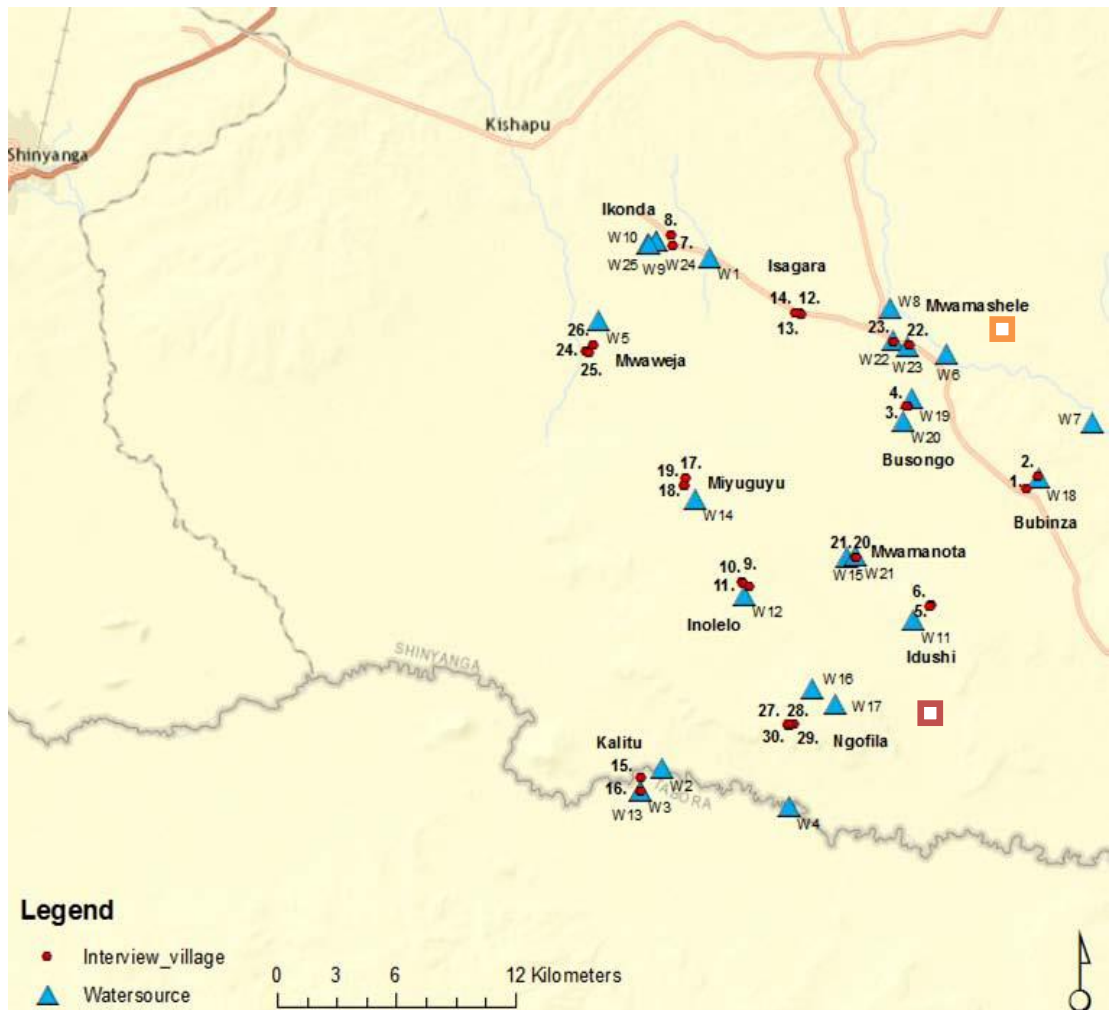 Kishapu
Shinyanga
Ikonda
8.
W10
7.
W25
W9
W24
W1
Isagara
14.
12.
13.
W8
Mwamashele
23.
22.
W22
W23
W6
26.
W5
24.
Mwaweja
25.
4.
3.
W19
W20
W7
Busongo
2.
1.
W18
Bubinza
19.
17.
Miyuguyu
18.
W14
21.
20.
Mwamanota
W15
W21
10.
9.
11.
W12
Inolelo
6.
5.
W11
Idushi
SHINYANGA
W16
W17
27.
28.
30.
29.
Ngofila
Kalitu
15.
W2
16.
TABORA
W3
W13
W4
Legend
Interview_village
Watersource
0 3 6 12 Kilometers